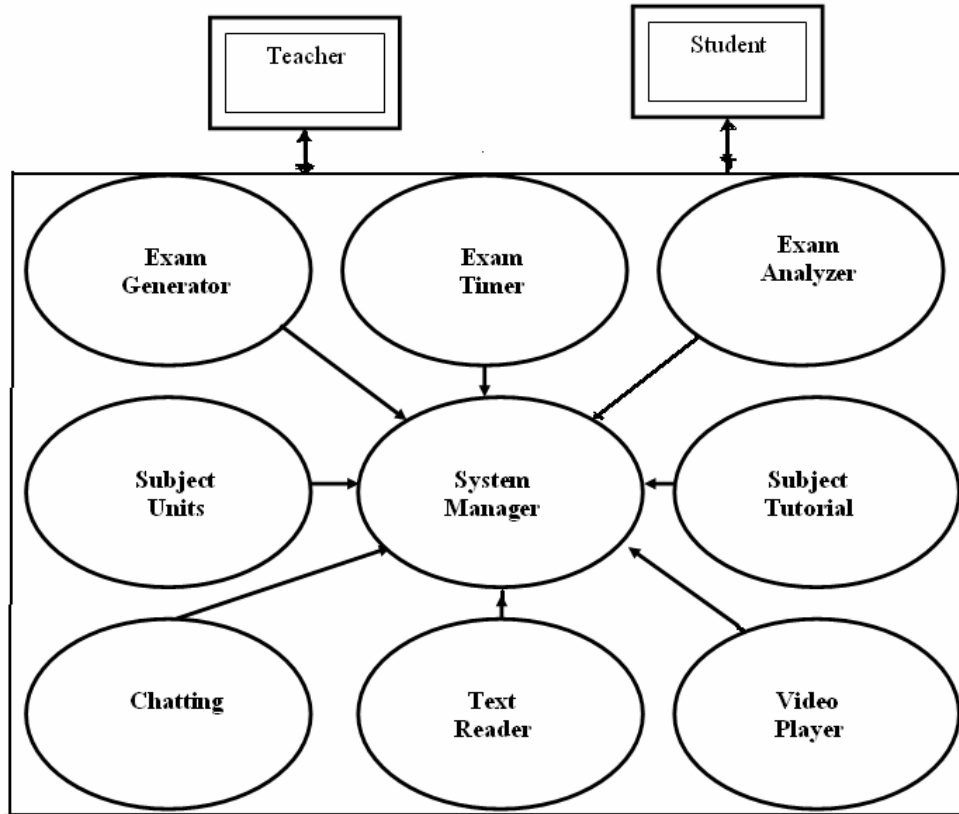 Teacher
Student
Exam
Generator
Exam
Timer
Exam
Analyzer
Subject
Units
System
Manager
Subject
Tutorial
Chatting
Text
Reader
Video
Player